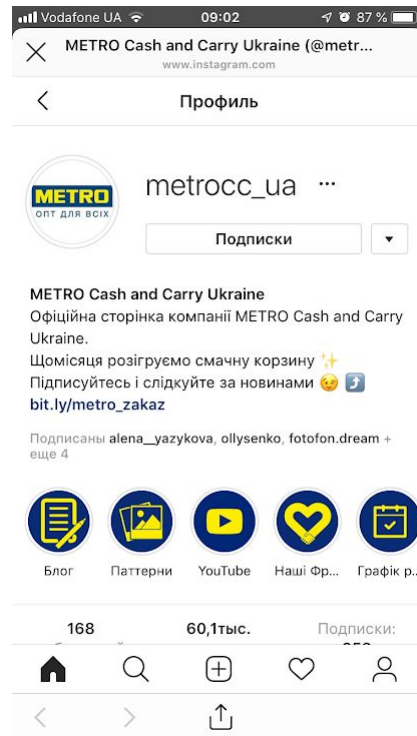 Vodafone UA 09:02 87 %
METRO Cash and Carry Ukraine (@metr...
www.instagram.com
Профиль
METRO
ОПТ ДЛЯ ВСІХ
metrocc_ua ...
Подписки
METRO Cash and Carry Ukraine
Офіційна сторінка компанії METRO Cash and Carry
Ukraine.
Щомісяця розігруємо смачну корзину ✨
Підписуйтесь і слідкуйте за новинами 😉 ⤴️
bit.ly/metro_zakaz
Подписаны alena__yazykova, ollysenko, fotofon.dream +
еще 4
Блог Паттерни YouTube Наші Фр... Графік р..
168 60,1тыс. Подписки: